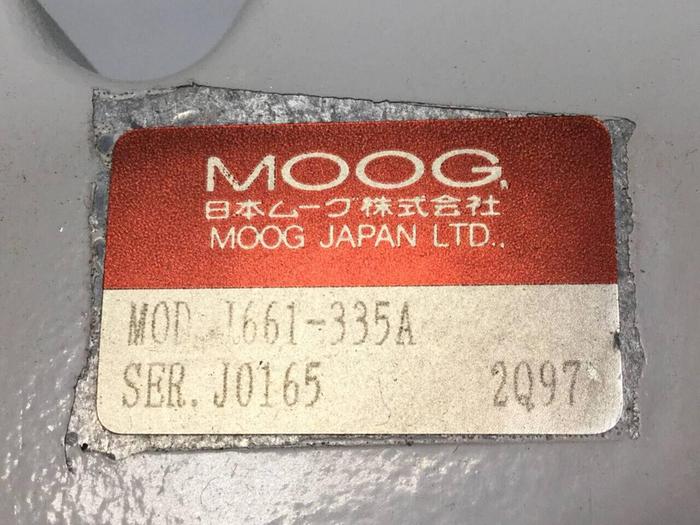 MOOG
日本ムーグ株式会社
MOOG JAPAN LTD.,
MOD. J661-335A
SER. J0165 2Q97